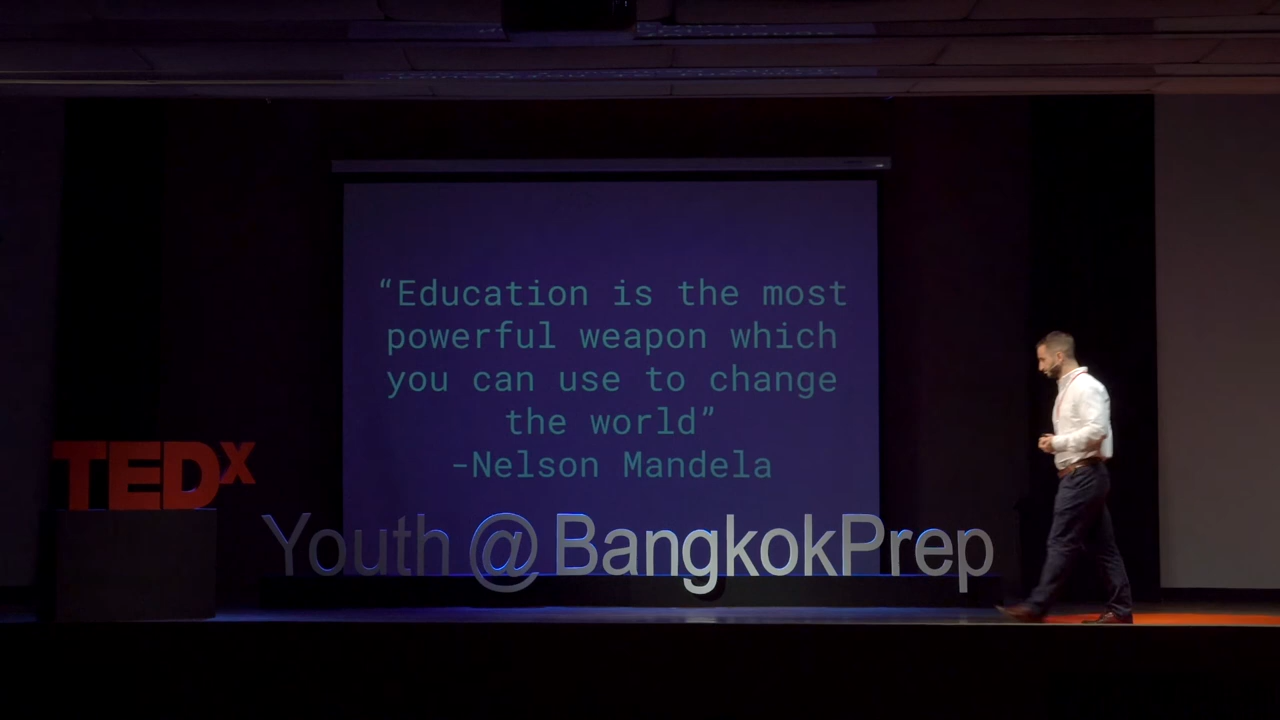 “Education is the most
powerful weapon which
you can use to change
the world”
-Nelson Mandela
TEDx
Youth@BangkokPrep